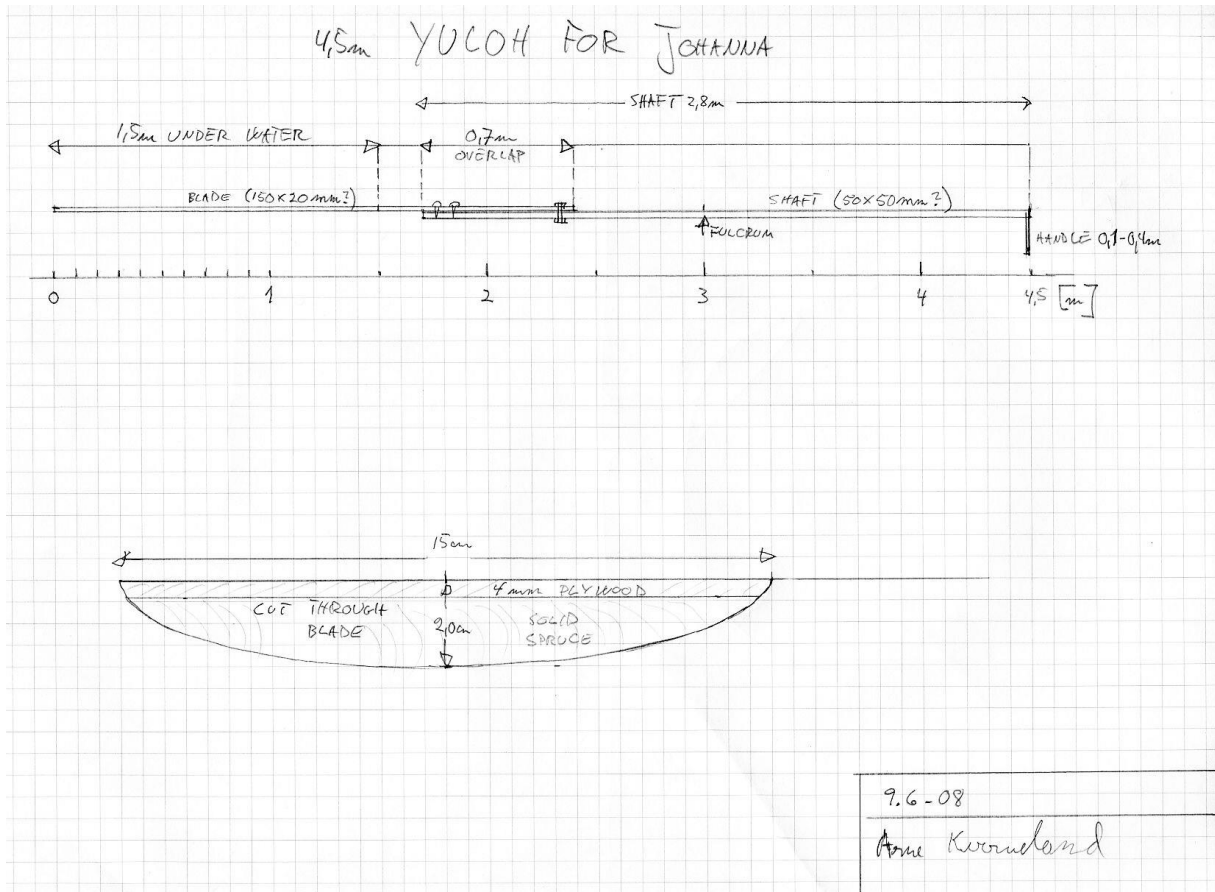 4,5m YULOH FOR JOHANNA
SHAFT 2,8m
1,5m UNDER WATER
0,7m
OVERLAP
BLADE (150X20mm?)
SHAFT (50X50mm?)
FULCRUM
HANDLE 0,1-0,4m
0 1 2 3 4 4,5 [m]
15cm
4mm PLYWOOD
CUT THROUGH
BLADE
2,0cm
SOLID
SPRUCE
9.6-08
Arne Kverneland